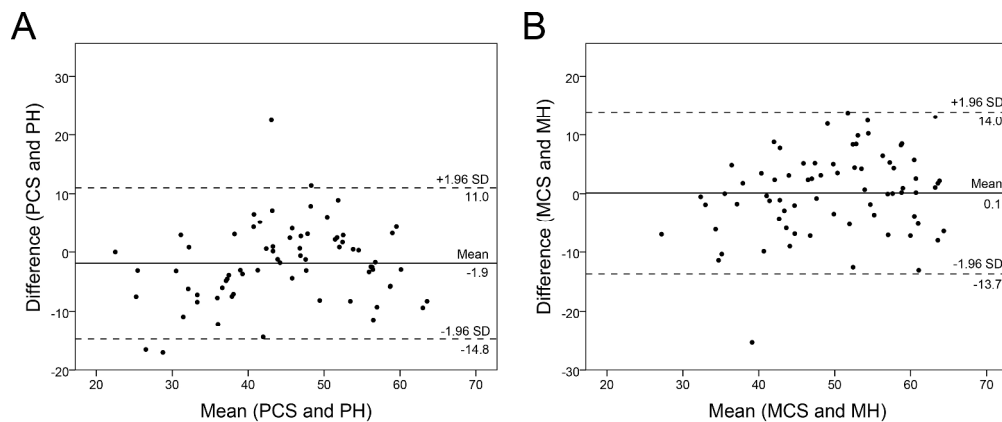 A
Difference (PCS and PH)
30
20
10
0
-10
-20
+1.96 SD
11.0
Mean
-1.9
-1.96 SD
-14.8
20 30 40 50 60 70
Mean (PCS and PH)
B
Difference (MCS and MH)
20
10
0
-10
-20
-30
+1.96 SD
14.0
Mean
0.1
-1.96 SD
-13.7
20 30 40 50 60 70
Mean (MCS and MH)